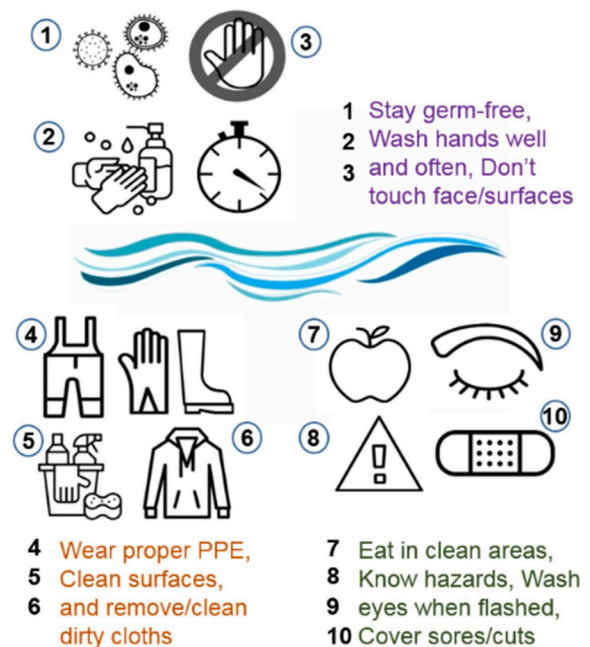 1
3
2
1 Stay germ-free,
2 Wash hands well
3 and often, Don't
touch face/surfaces
4
7
9
5
6
8
10
4 Wear proper PPE,
5 Clean surfaces,
6 and remove/clean
dirty cloths
7 Eat in clean areas,
8 Know hazards, Wash
9 eyes when flashed,
10 Cover sores/cuts